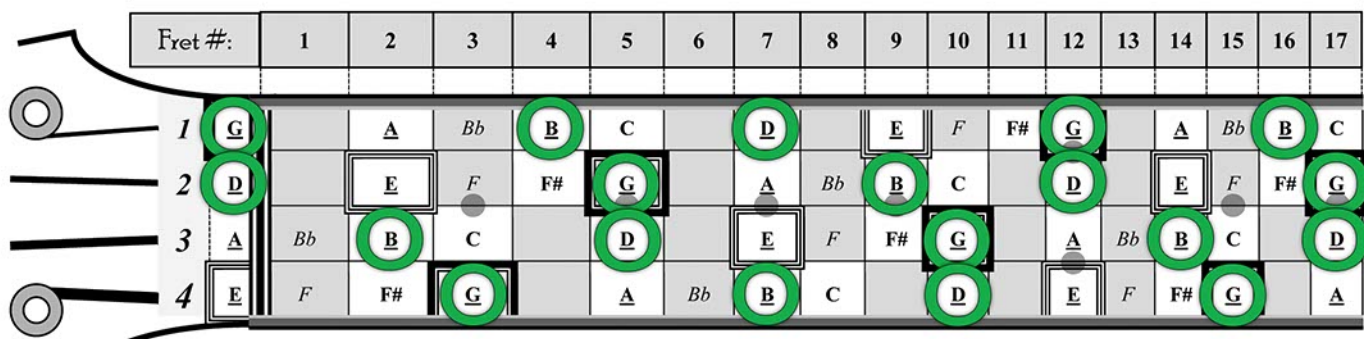 Fret #: 1 2 3 4 5 6 7 8 9 10 11 12 13 14 15 16 17
1 G A Bb B C D E F F# G A Bb B C
2 D E F F# G A Bb B C D E F F# G
3 A Bb B C D E F F# G A Bb B C D
4 E F F# G A Bb B C D E F F# G A